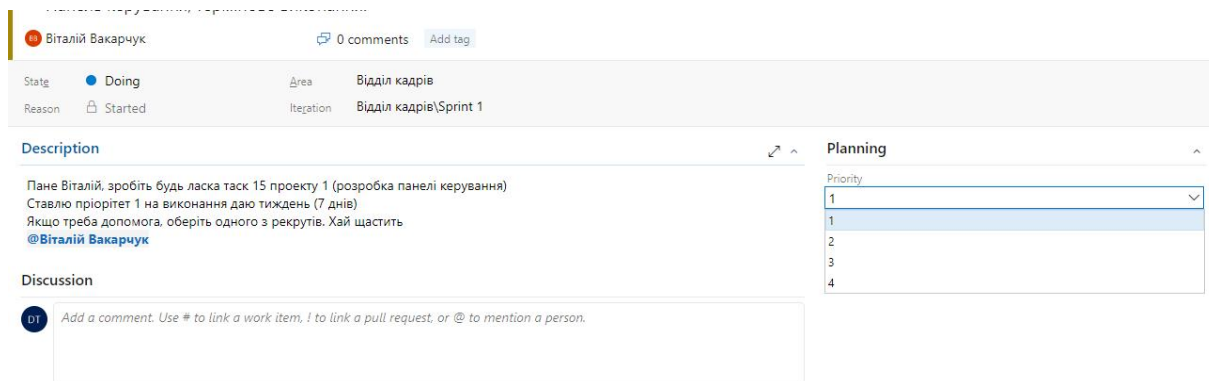 BB Віталій Вакарчук
0 comments Add tag
State Doing
Area Відділ кадрів
Reason Started
Iteration Відділ кадрів\Sprint 1
Description
Planning
Пане Віталій, зробіть будь ласка таск 15 проекту 1 (розробка панелі керування)
Ставлю пріорітет 1 на виконання даю тиждень (7 днів)
Якщо треба допомога, оберіть одного з рекрутів. Хай щастить
@Віталій Вакарчук
Priority
1
1
2
3
4
Discussion
DT
Add a comment. Use # to link a work item, ! to link a pull request, or @ to mention a person.